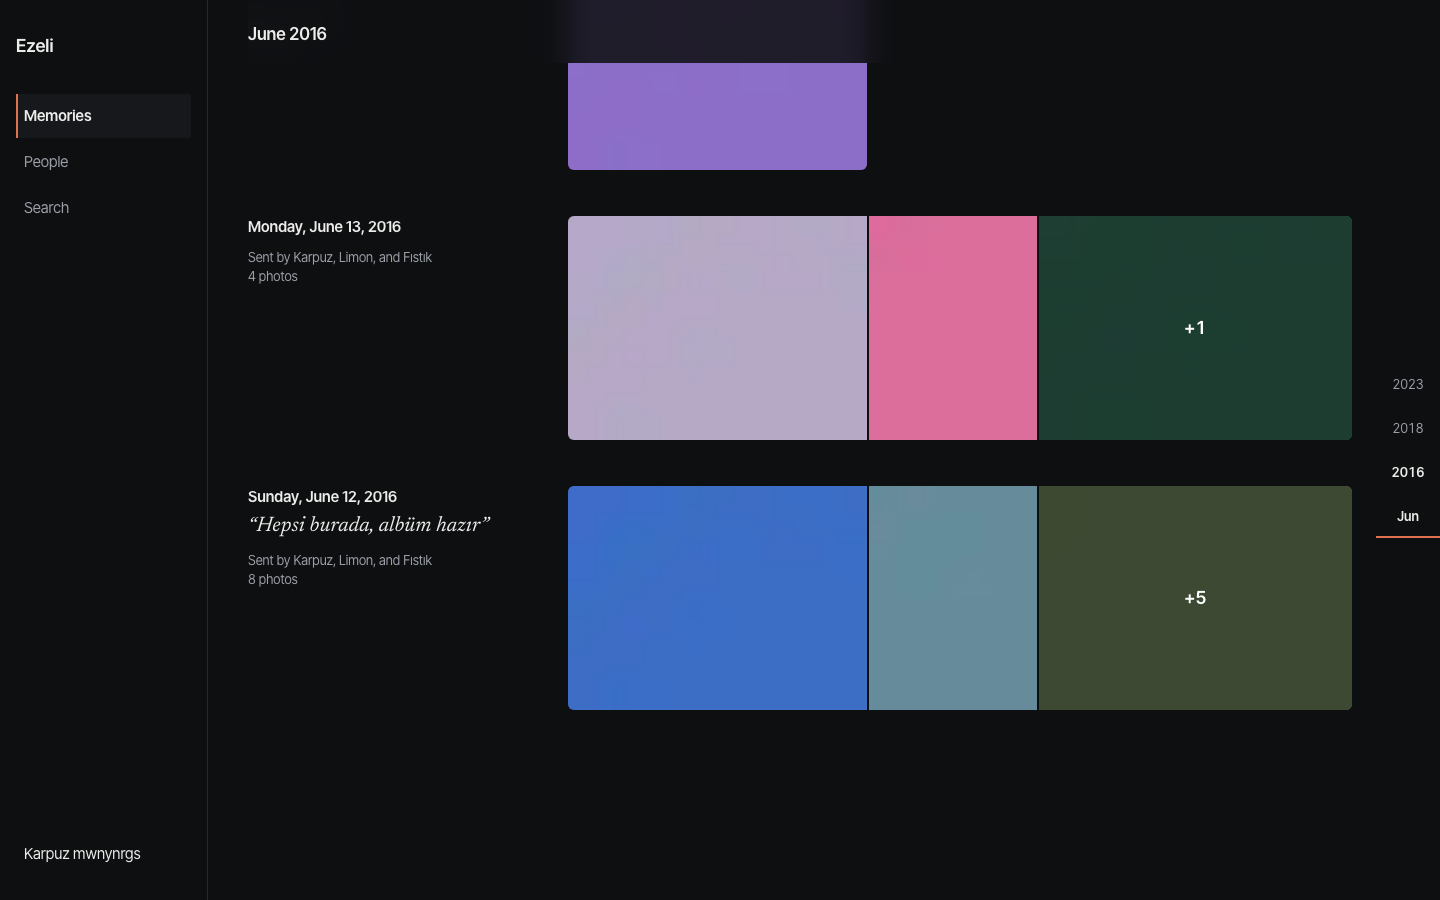 Ezeli
Memories
People
Search
Karpuz mwnynrgs
June 2016
Monday, June 13, 2016
Sent by Karpuz, Limon, and Fıstık
4 photos
+1
Sunday, June 12, 2016
“Hepsi burada, albüm hazır”
Sent by Karpuz, Limon, and Fıstık
8 photos
+5
2023
2018
2016
Jun